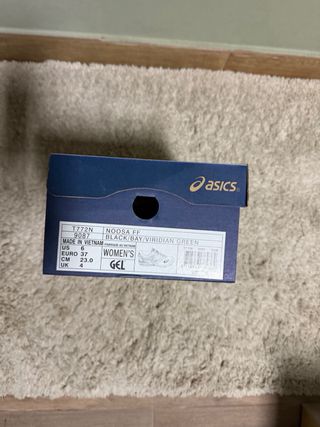 asics
T772N NOOSA FF
9087 BLACK/BAY/VIRIDIAN GREEN
MADE IN VIETNAM
US 6
EURO 37
CM 23.0
UK 4
WOMEN'S
GEL